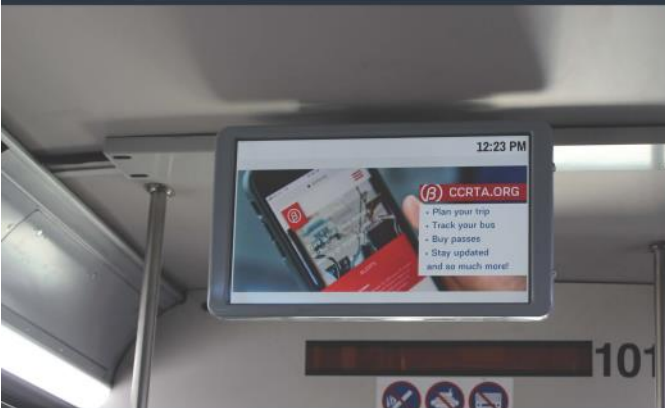 12:23 PM
CCRTA.ORG
- Plan your trip
- Track your bus
- Buy passes
- Stay updated
and so much more!
101